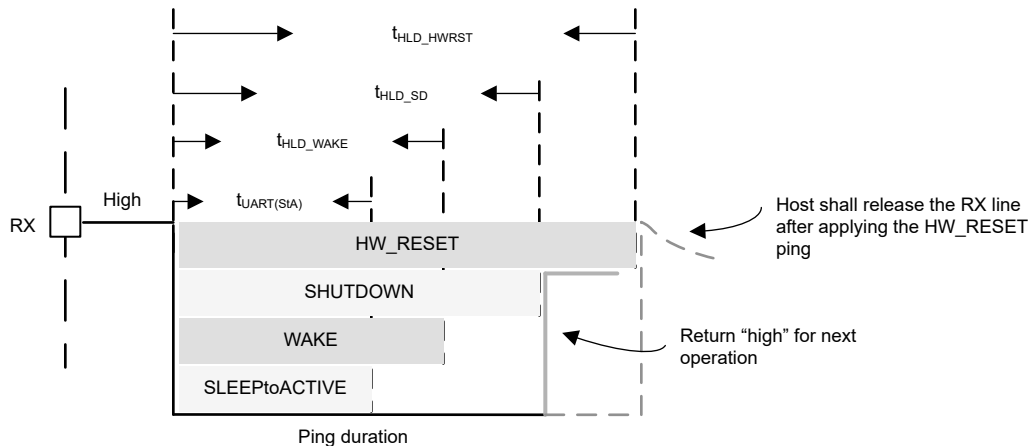 tHLD_HWRST
tHLD_SD
tHLD_WAKE
High
tUART(StA)
RX
HW_RESET
Host shall release the RX line
after applying the HW_RESET
ping
SHUTDOWN
WAKE
Return “high” for next
operation
SLEEPtoACTIVE
Ping duration